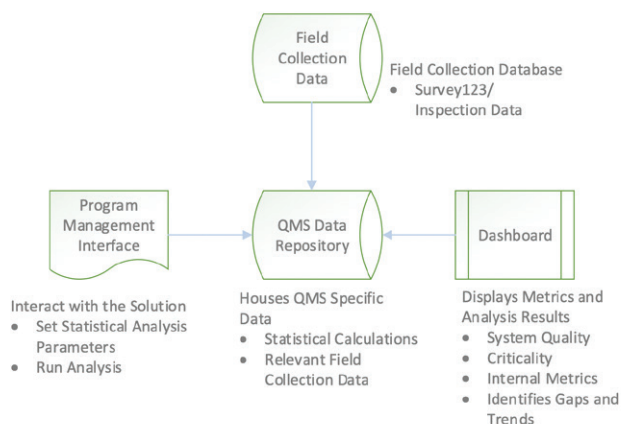 Field
Collection
Data
Field Collection Database
● Survey123/
Inspection Data
Program
Management
Interface
QMS Data
Repository
Dashboard
Interact with the Solution
● Set Statistical Analysis
Parameters
● Run Analysis
Houses QMS Specific
Data
● Statistical Calculations
● Relevant Field
Collection Data
Displays Metrics and
Analysis Results
● System Quality
● Criticality
● Internal Metrics
● Identifies Gaps and
Trends